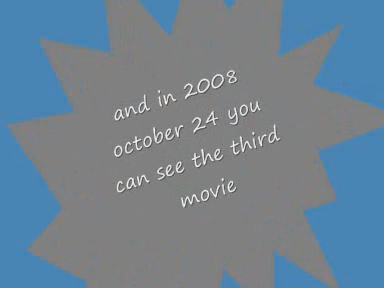 and in 2008
october 24 you
can see the third
movie